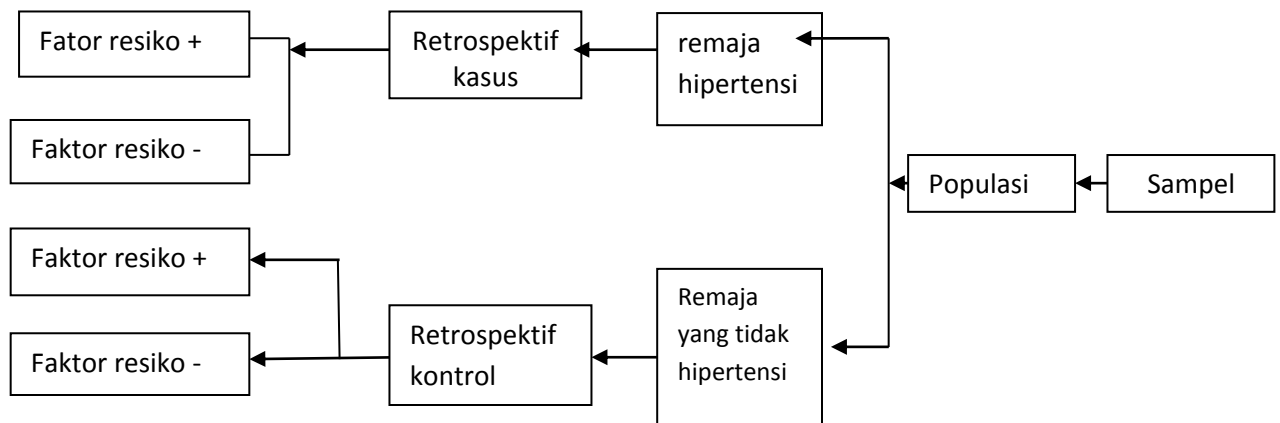 Fator resiko +
Retrospektif
kasus
remaja
hipertensi
Faktor resiko -
Populasi
Sampel
Faktor resiko +
Remaja
yang tidak
hipertensi
Retrospektif
kontrol
Faktor resiko -